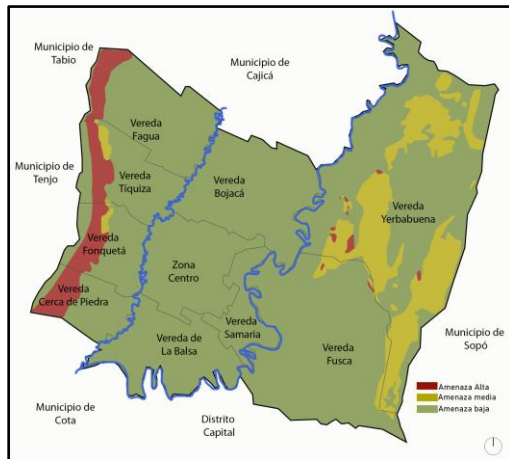 Municipio de
Tabio
Municipio de
Cajicá
Vereda
Fagua
Municipio de
Tenjo
Vereda
Tiquiza
Vereda
Bojacá
Vereda
Yerbabuena
Vereda
Fonquetá
Zona
Centro
Vereda
Cerca de Piedra
Vereda de
La Balsa
Vereda
Samaria
Vereda
Fusca
Municipio de
Sopó
Amenaza Alta
Amenaza media
Amenaza baja
Municipio de
Cota
Distrito
Capital